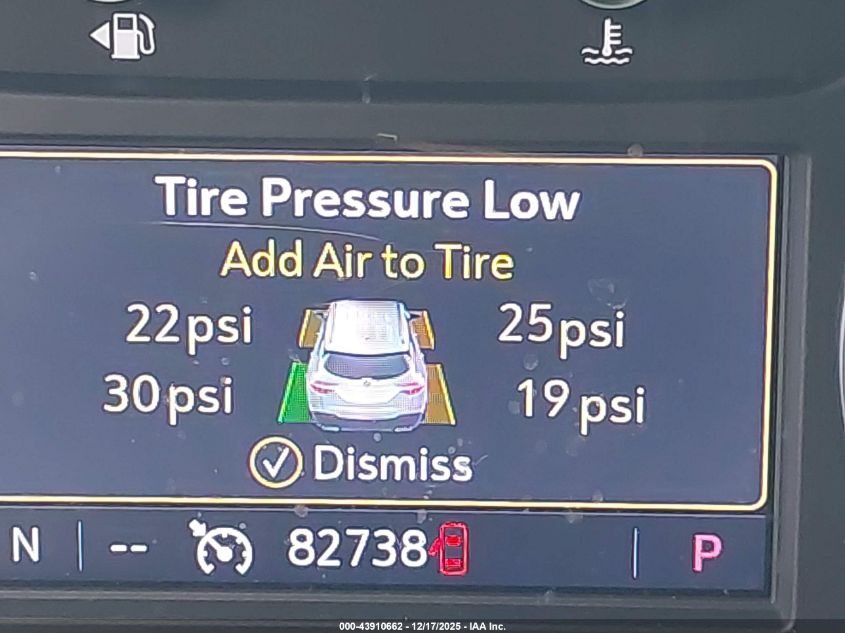 Tire Pressure Low
Add Air to Tire
22psi 25psi
30psi 19psi
Dismiss
N -- 82738 P
000-43910662 - 12/17/2025 - IAA Inc.